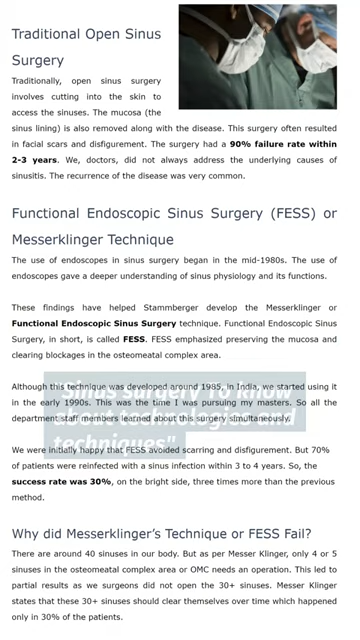 Traditional Open Sinus
Surgery
Traditionally, open sinus surgery
involves cutting into the skin to
access the sinuses. The mucosa (the
sinus lining) is also removed along with the disease. This surgery often resulted
in facial scars and disfigurement. The surgery had a 90% failure rate within
2-3 years. We, doctors, did not always address the underlying causes of
sinusitis. The recurrence of the disease was very common.
Functional Endoscopic Sinus Surgery (FESS) or
Messerklinger Technique
The use of endoscopes in sinus surgery began in the mid-1980s. The use of
endoscopes gave a deeper understanding of sinus physiology and its functions.
These findings have helped Stammberger develop the Messerklinger or
Functional Endoscopic Sinus Surgery technique. Functional Endoscopic Sinus
Surgery, in short, is called FESS. FESS emphasized preserving the mucosa and
clearing blockages in the osteomeatal complex area.
Although this technique was developed around 1985, in India, we started using it
in the early 1990s. This was the time I was pursuing my masters. So all the
department staff members learned about this surgery simultaneously.
"Sinus surgery: To know
about technologies and
techniques"
We were initially happy that FESS avoided scarring and disfigurement. But 70%
of patients were reinfected with a sinus infection within 3 to 4 years. So, the
success rate was 30%, on the bright side, three times more than the previous
method.
Why did Messerklinger's Technique or FESS Fail?
There are around 40 sinuses in our body. But as per Messer Klinger, only 4 or 5
sinuses in the osteomeatal complex area or OMC needs an operation. This led to
partial results as we surgeons did not open the 30+ sinuses. Messer Klinger
states that these 30+ sinuses should clear themselves over time which happened
only in 30% of the patients.